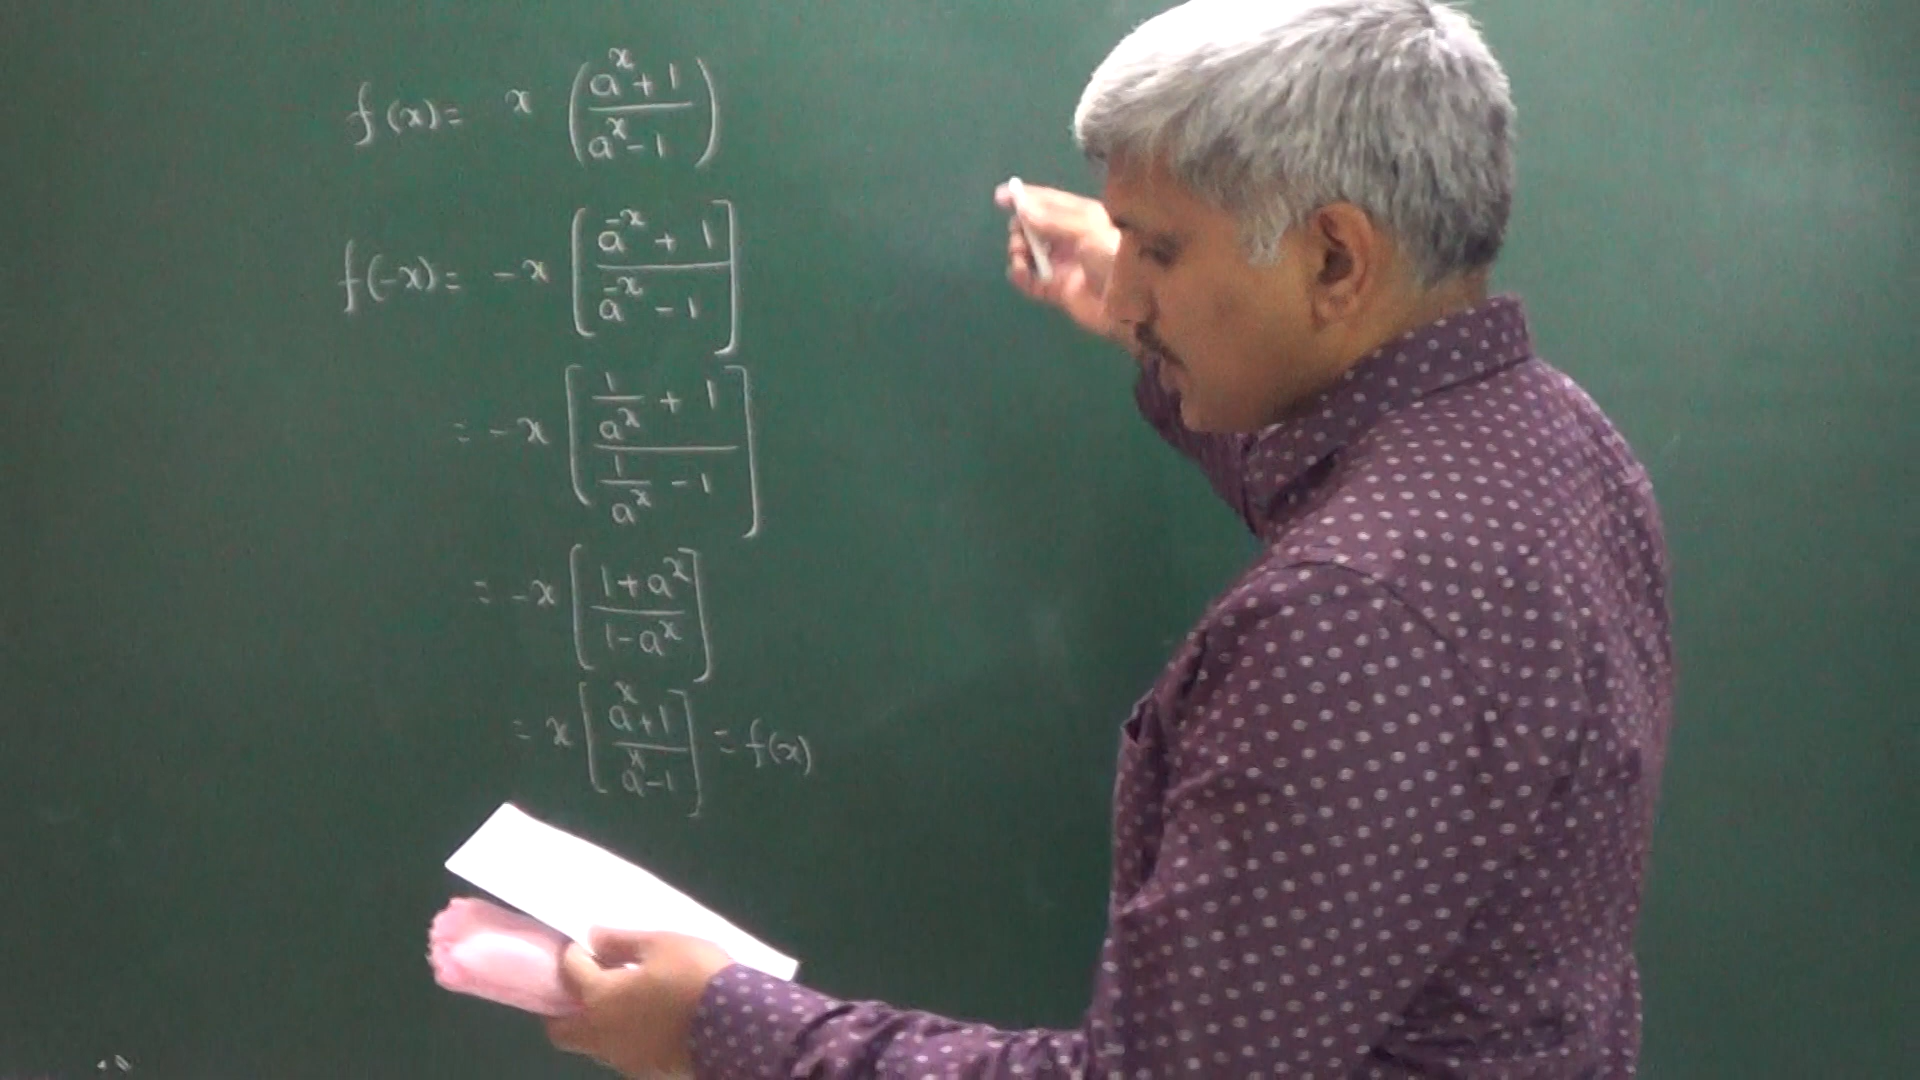 f(x) = x (a^x + 1 / a^x - 1)
f(-x) = -x [a^-x + 1 / a^-x - 1]
= -x [1/a^x + 1 / 1/a^x - 1]
= -x [1 + a^x / 1 - a^x]
= x [a^x + 1 / a^x - 1] = f(x)